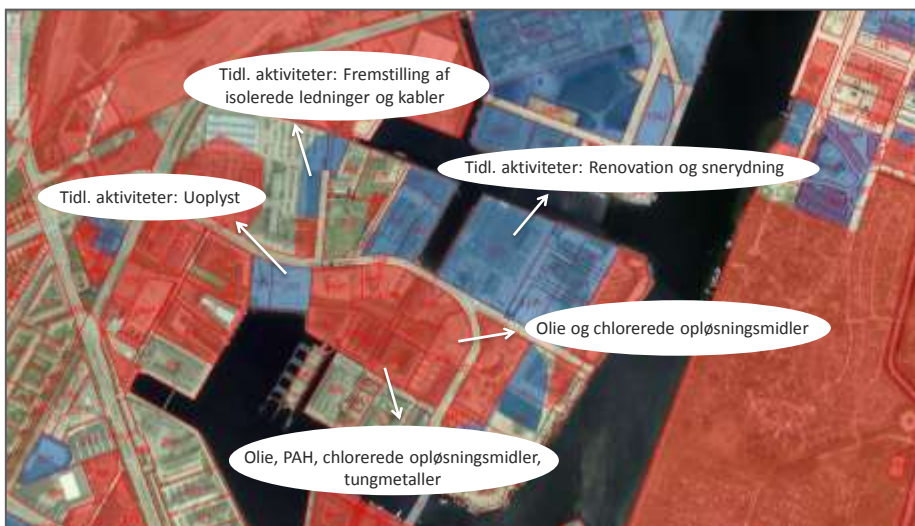 Tidl. aktiviteter: Fremstilling af
isolerede ledninger og kabler
Tidl. aktiviteter: Renovation og snerydning
Tidl. aktiviteter: Uoplyst
Olie og chlorerede opløsningsmidler
Olie, PAH, chlorerede opløsningsmidler,
tungmetaller